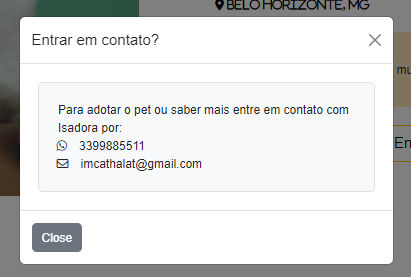 BELO HORIZONTE, MG
Entrar em contato?
mu
Para adotar o pet ou saber mais entre em contato com
Isadora por:
3399885511
En
imcathalat@gmail.com
Close